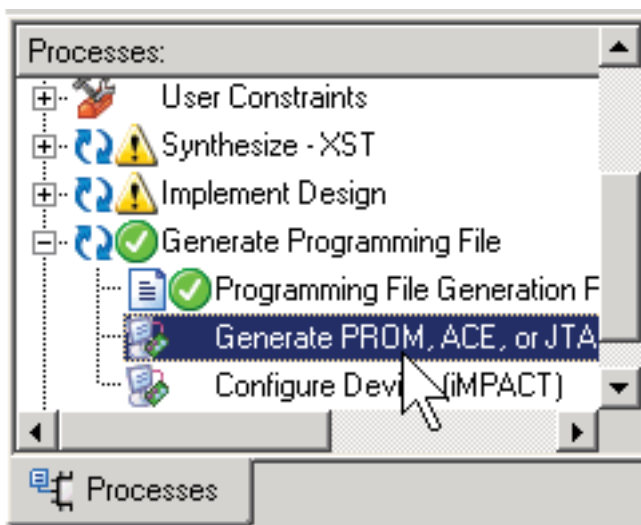 Processes:
User Constraints
Synthesize - XST
Implement Design
Generate Programming File
Programming File Generation F
Generate PROM, ACE, or JTA
Configure Devi (iMPACT)
Processes